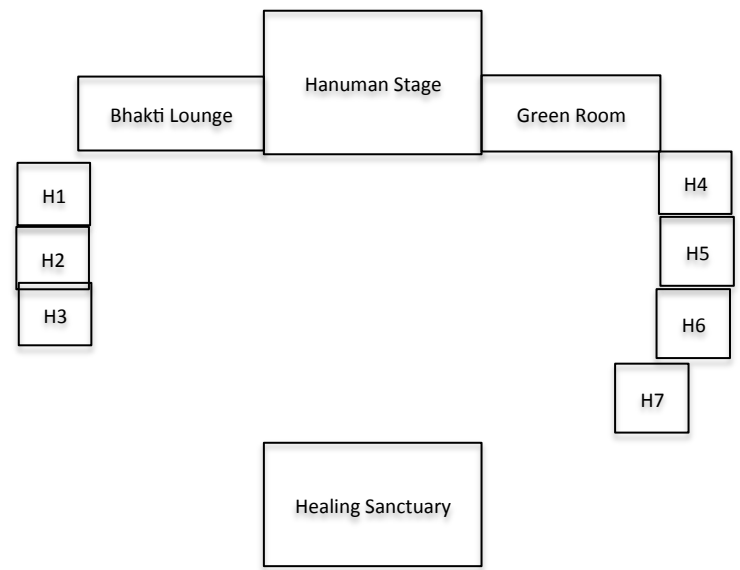 Hanuman Stage
Bhakti Lounge
Green Room
H1
H4
H2
H5
H3
H6
H7
Healing Sanctuary